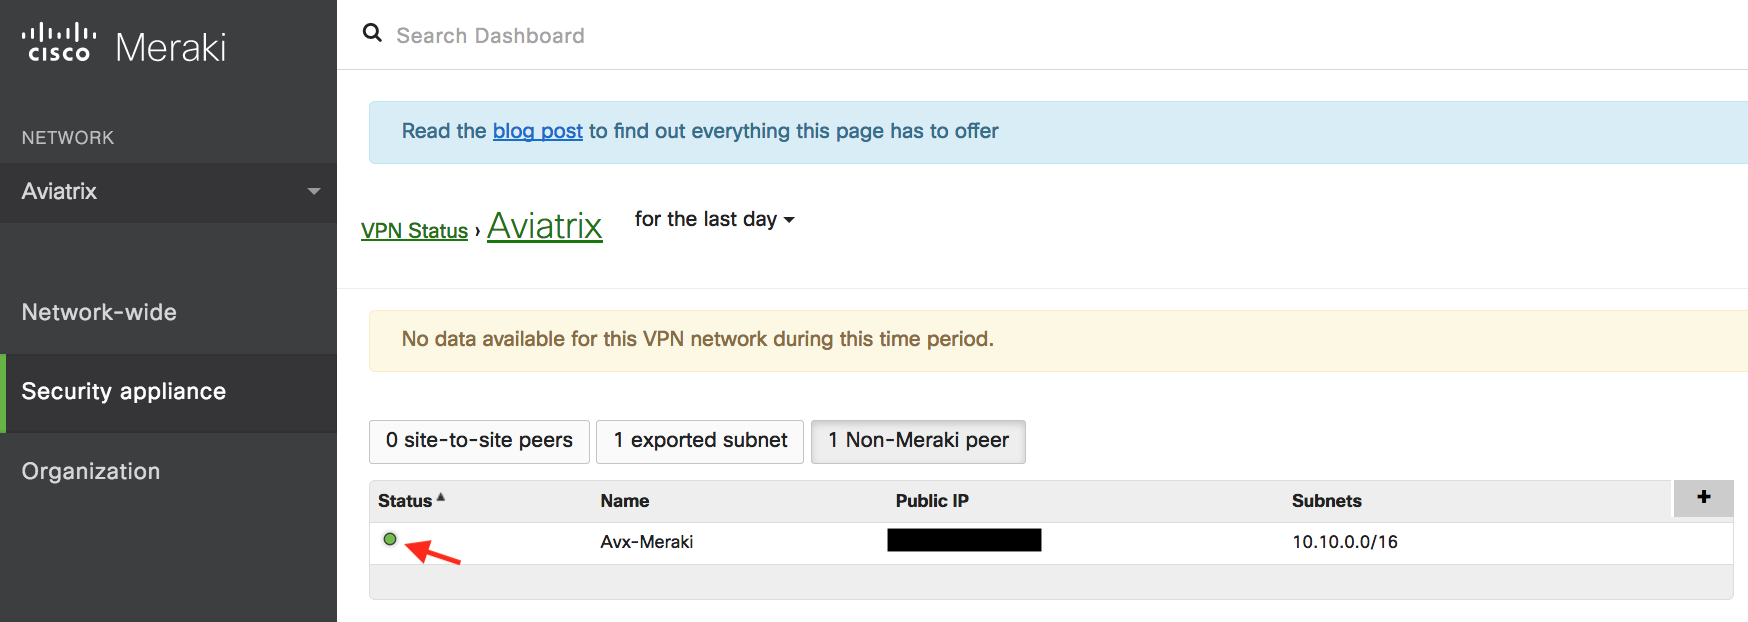 cisco Meraki
Search Dashboard
NETWORK
Aviatrix
Network-wide
Security appliance
Organization
Read the blog post to find out everything this page has to offer
VPN Status › Aviatrix for the last day
No data available for this VPN network during this time period.
0 site-to-site peers 1 exported subnet 1 Non-Meraki peer
Status Name Public IP Subnets +
Avx-Meraki 10.10.0.0/16